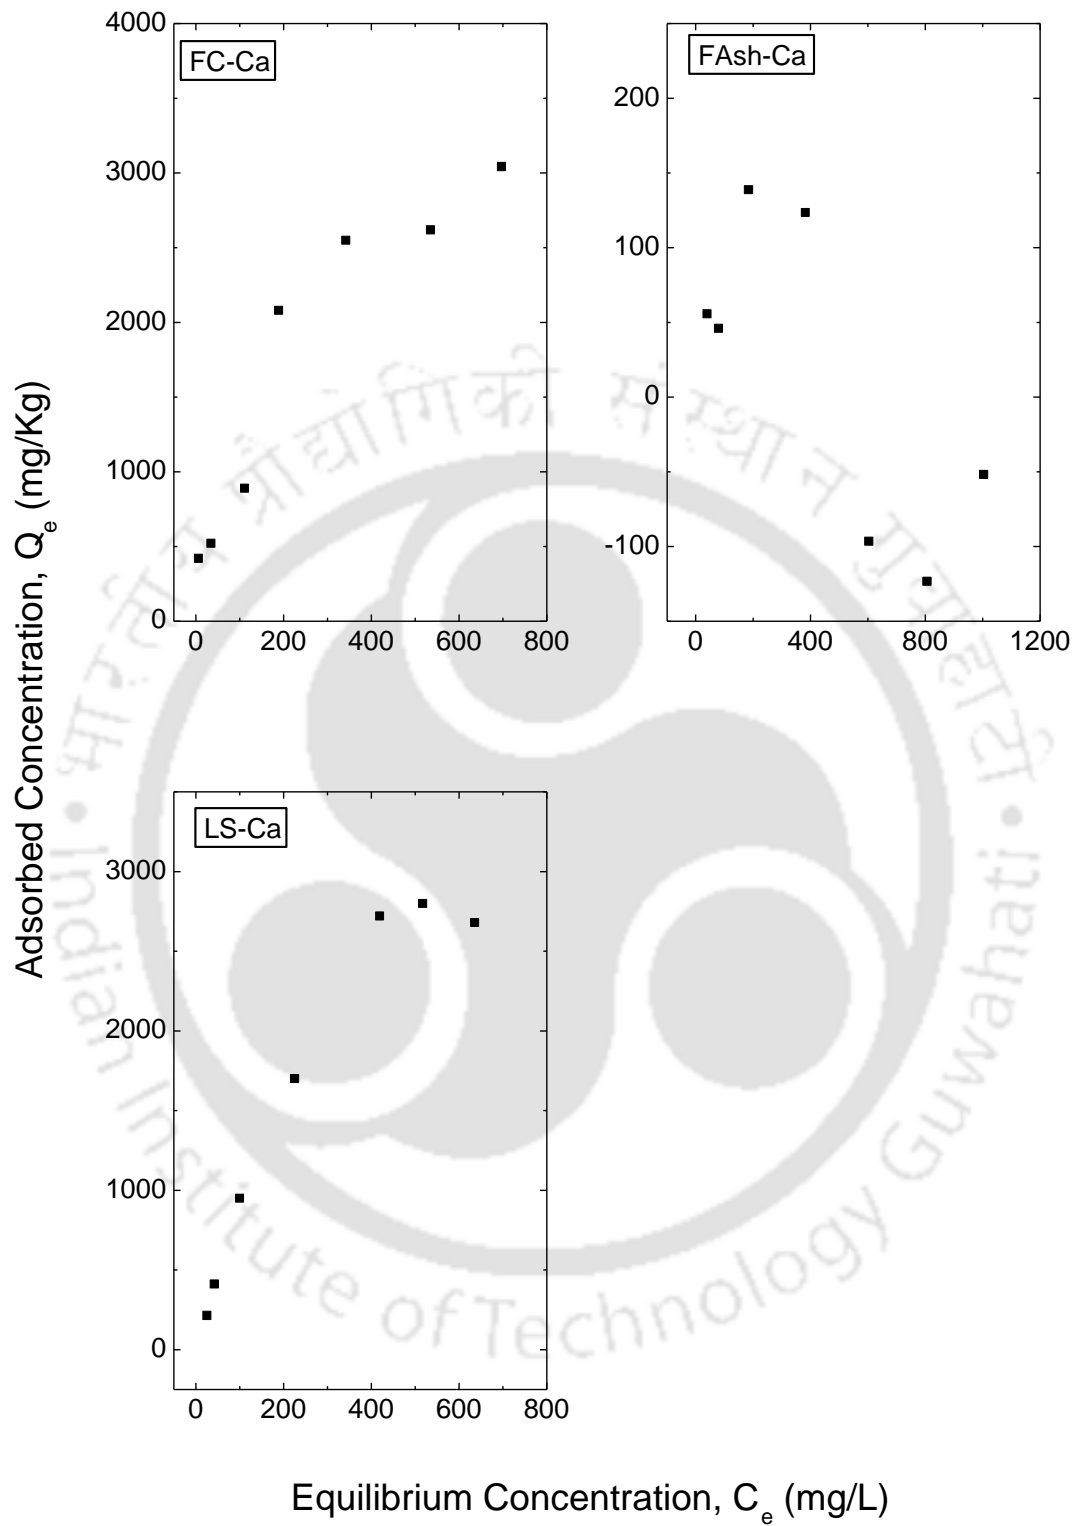 4000
3000
2000
1000
0
FC-Ca
0 200 400 600 800
200
100
0
-100
FAsh-Ca
0 400 800 1200
Adsorbed Concentration, Qe (mg/Kg)
3000
2000
1000
0
LS-Ca
0 200 400 600 800
Equilibrium Concentration, Ce (mg/L)
भारतीय प्रौद्योगिकी संस्थान गुवाहाटी
Indian Institute of Technology Guwahati